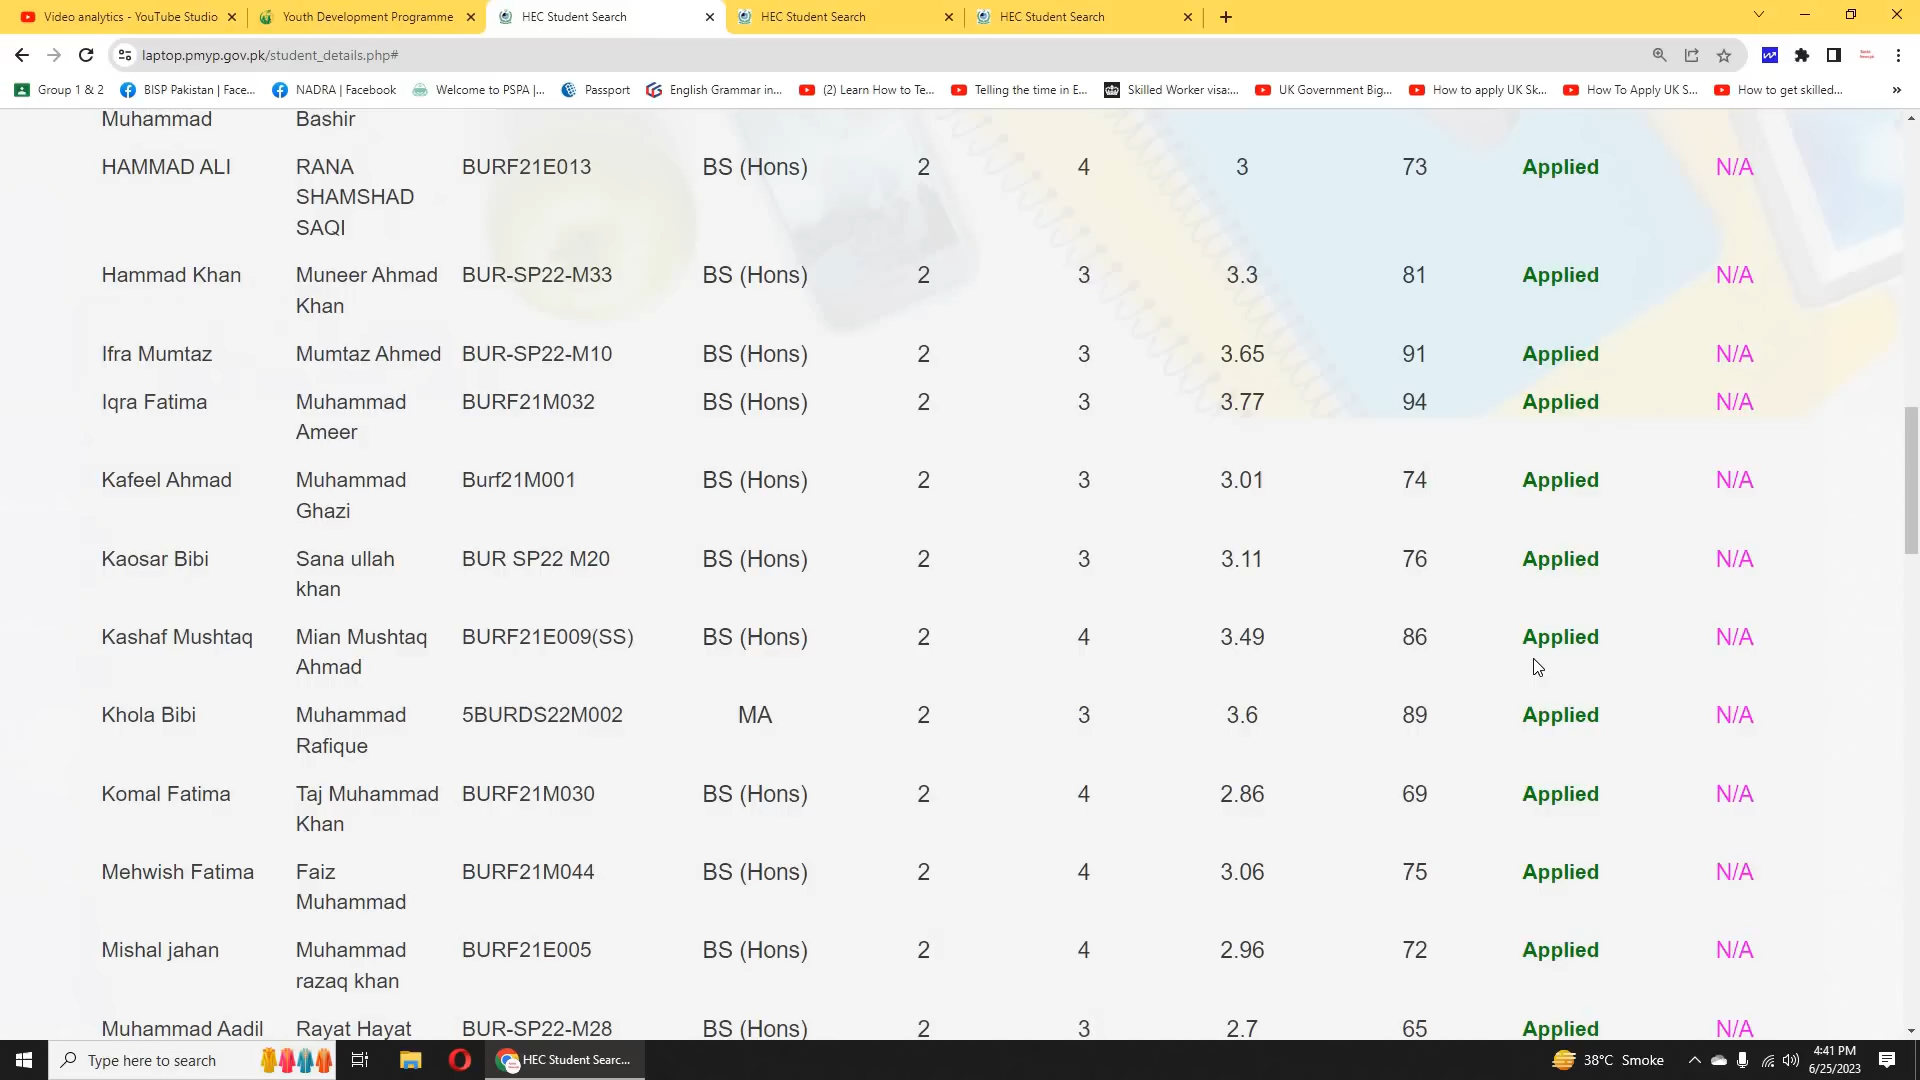 Video analytics - YouTube Studio
Youth Development Programme
HEC Student Search
HEC Student Search
HEC Student Search
laptop.pmyp.gov.pk/student_details.php#
Group 1 & 2
BISP Pakistan | Face...
NADRA | Facebook
Welcome to PSPA |...
Passport
English Grammar in...
(2) Learn How to Te...
Telling the time in E...
Skilled Worker visa:...
UK Government Big...
How to apply UK Sk...
How To Apply UK S...
How to get skilled...
Muhammad Bashir
HAMMAD ALI RANA BURF21E013 BS (Hons) 2 4 3 73 Applied N/A
SHAMSHAD
SAQI
Hammad Khan Muneer Ahmad BUR-SP22-M33 BS (Hons) 2 3 3.3 81 Applied N/A
Khan
Ifra Mumtaz Mumtaz Ahmed BUR-SP22-M10 BS (Hons) 2 3 3.65 91 Applied N/A
Iqra Fatima Muhammad BURF21M032 BS (Hons) 2 3 3.77 94 Applied N/A
Ameer
Kafeel Ahmad Muhammad Burf21M001 BS (Hons) 2 3 3.01 74 Applied N/A
Ghazi
Kaosar Bibi Sana ullah BUR SP22 M20 BS (Hons) 2 3 3.11 76 Applied N/A
khan
Kashaf Mushtaq Mian Mushtaq BURF21E009(SS) BS (Hons) 2 4 3.49 86 Applied N/A
Ahmad
Khola Bibi Muhammad 5BURDS22M002 MA 2 3 3.6 89 Applied N/A
Rafique
Komal Fatima Taj Muhammad BURF21M030 BS (Hons) 2 4 2.86 69 Applied N/A
Khan
Mehwish Fatima Faiz BURF21M044 BS (Hons) 2 4 3.06 75 Applied N/A
Muhammad
Mishal jahan Muhammad BURF21E005 BS (Hons) 2 4 2.96 72 Applied N/A
razaq khan
Muhammad Aadil Rayat Hayat BUR-SP22-M28 BS (Hons) 2 3 2.7 65 Applied N/A
Type here to search
HEC Student Searc...
38°C Smoke
4:41 PM
6/25/2023